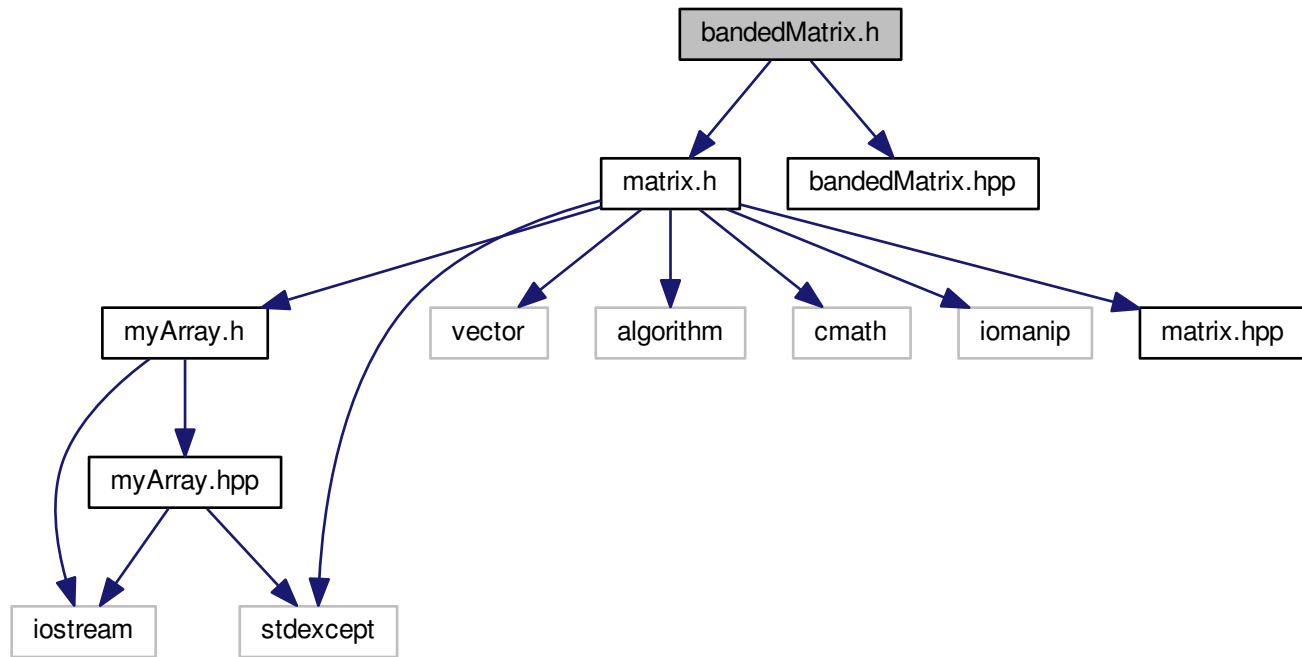 bandedMatrix.h
matrix.h
bandedMatrix.hpp
myArray.h
vector
algorithm
cmath
iomanip
matrix.hpp
myArray.hpp
iostream
stdexcept